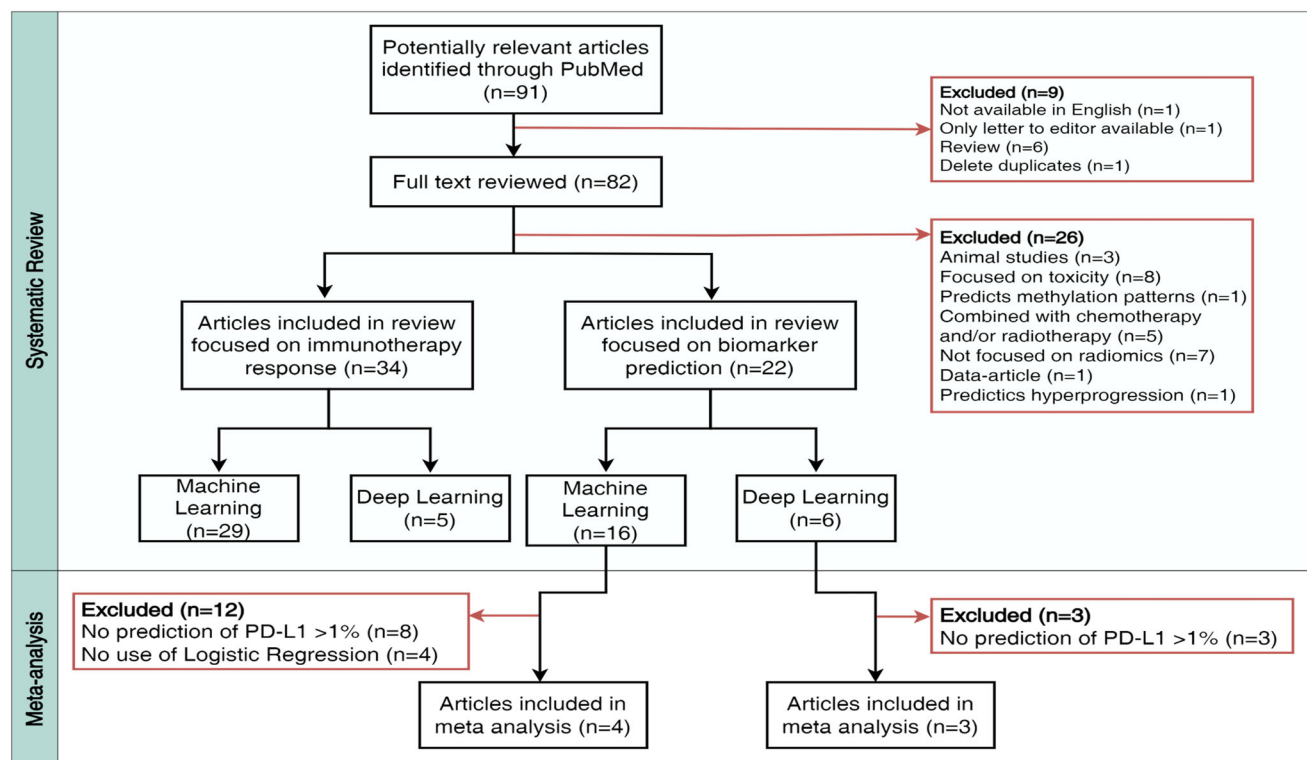 Systematic Review
Potentially relevant articles
identified through PubMed
(n=91)
Excluded (n=9)
Not available in English (n=1)
Only letter to editor available (n=1)
Review (n=6)
Delete duplicates (n=1)
Full text reviewed (n=82)
Excluded (n=26)
Animal studies (n=3)
Focused on toxicity (n=8)
Predicts methylation patterns (n=1)
Combined with chemotherapy
and/or radiotherapy (n=5)
Not focused on radiomics (n=7)
Data-article (n=1)
Predictics hyperprogression (n=1)
Articles included in review
focused on immunotherapy
response (n=34)
Articles included in review
focused on biomarker
prediction (n=22)
Machine
Learning
(n=29)
Deep Learning
(n=5)
Machine
Learning
(n=16)
Deep Learning
(n=6)
Meta-analysis
Excluded (n=12)
No prediction of PD-L1 >1% (n=8)
No use of Logistic Regression (n=4)
Excluded (n=3)
No prediction of PD-L1 >1% (n=3)
Articles included in
meta analysis (n=4)
Articles included in
meta analysis (n=3)